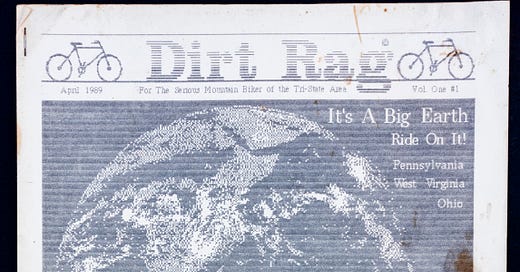 Dirt Rag©
April 1989 For The Serious Mountain Biker of the Tri-State Area Vol. One #1
It's A Big Earth
Ride On It!
Pennsylvania
West Virginia
Ohio